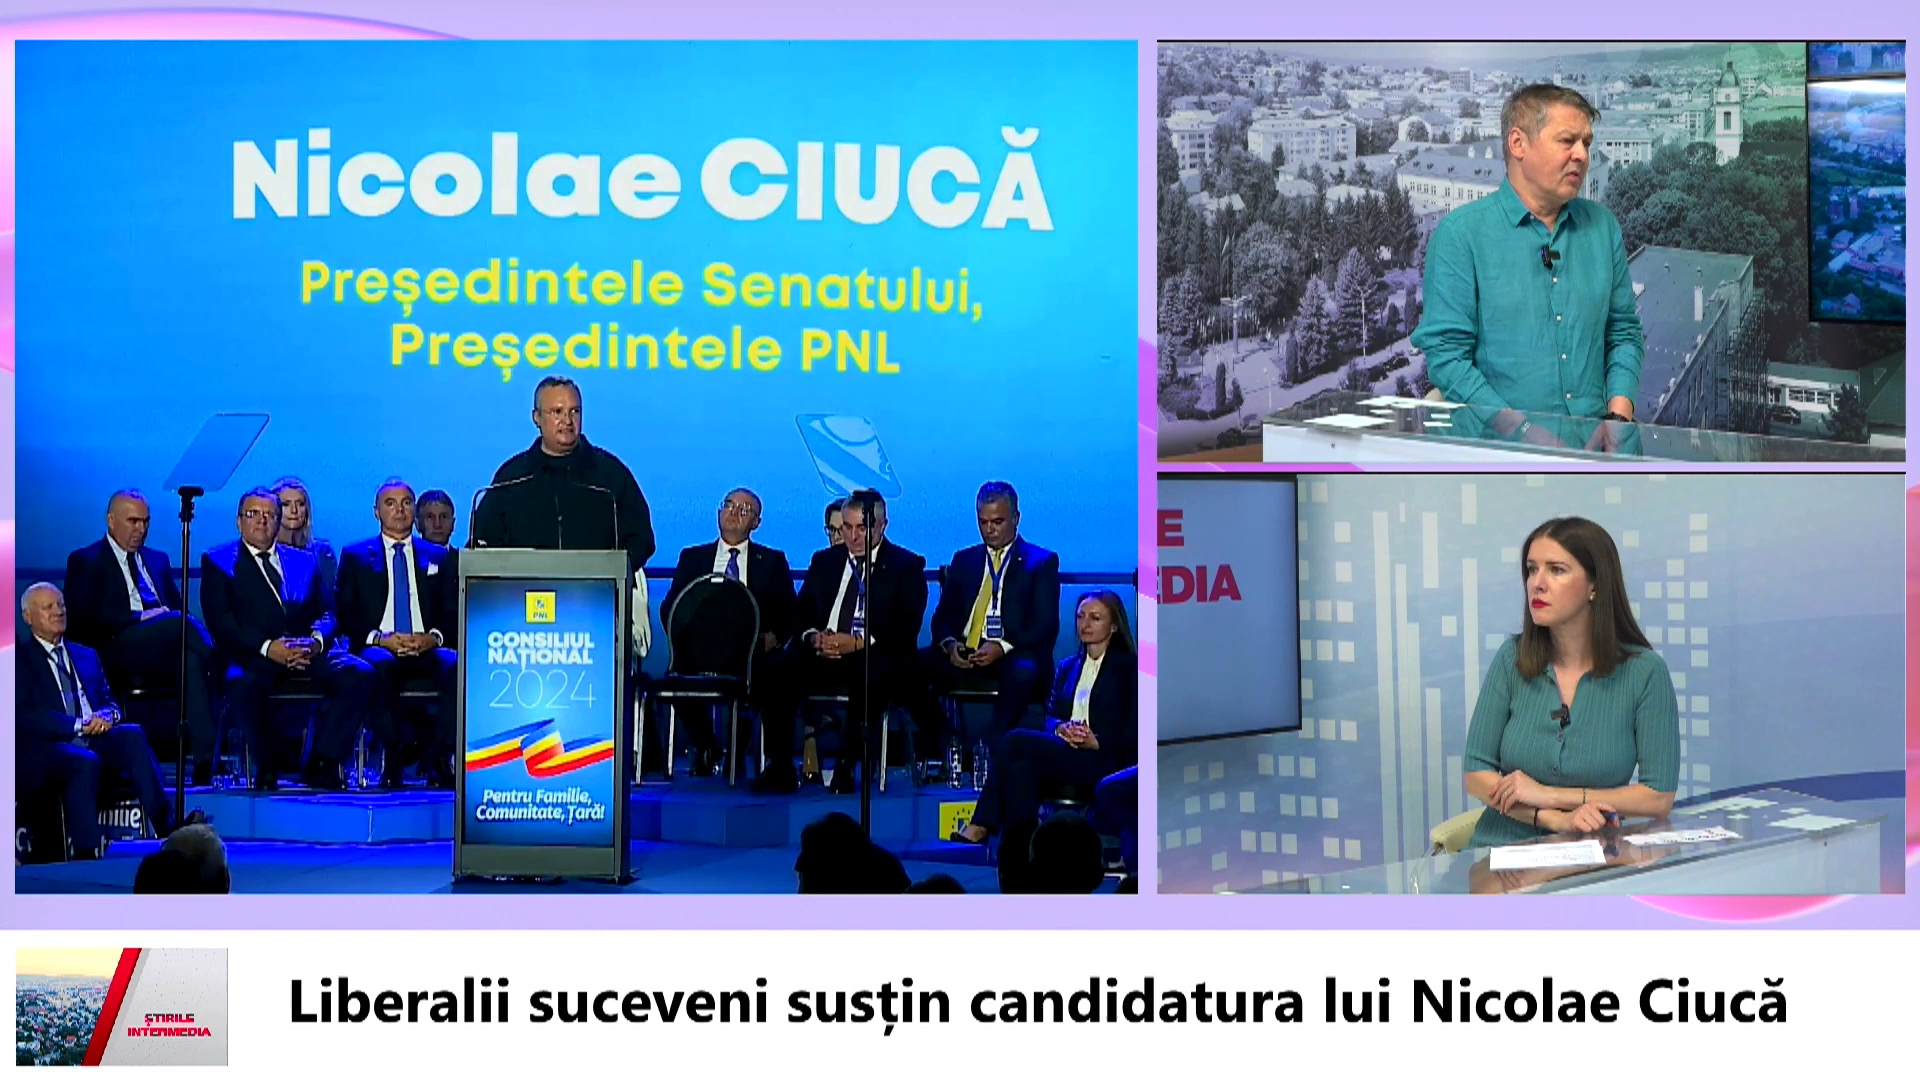 Nicolae CIUCĂ
Președintele Senatului,
Președintele PNL
PNL
CONSILIUL
NAȚIONAL
2024
Pentru Familie,
Comunitate, Țară!
E
EDIA
ȘTIRILE
INTERMEDIA
Liberalii suceveni susțin candidatura lui Nicolae Ciucă